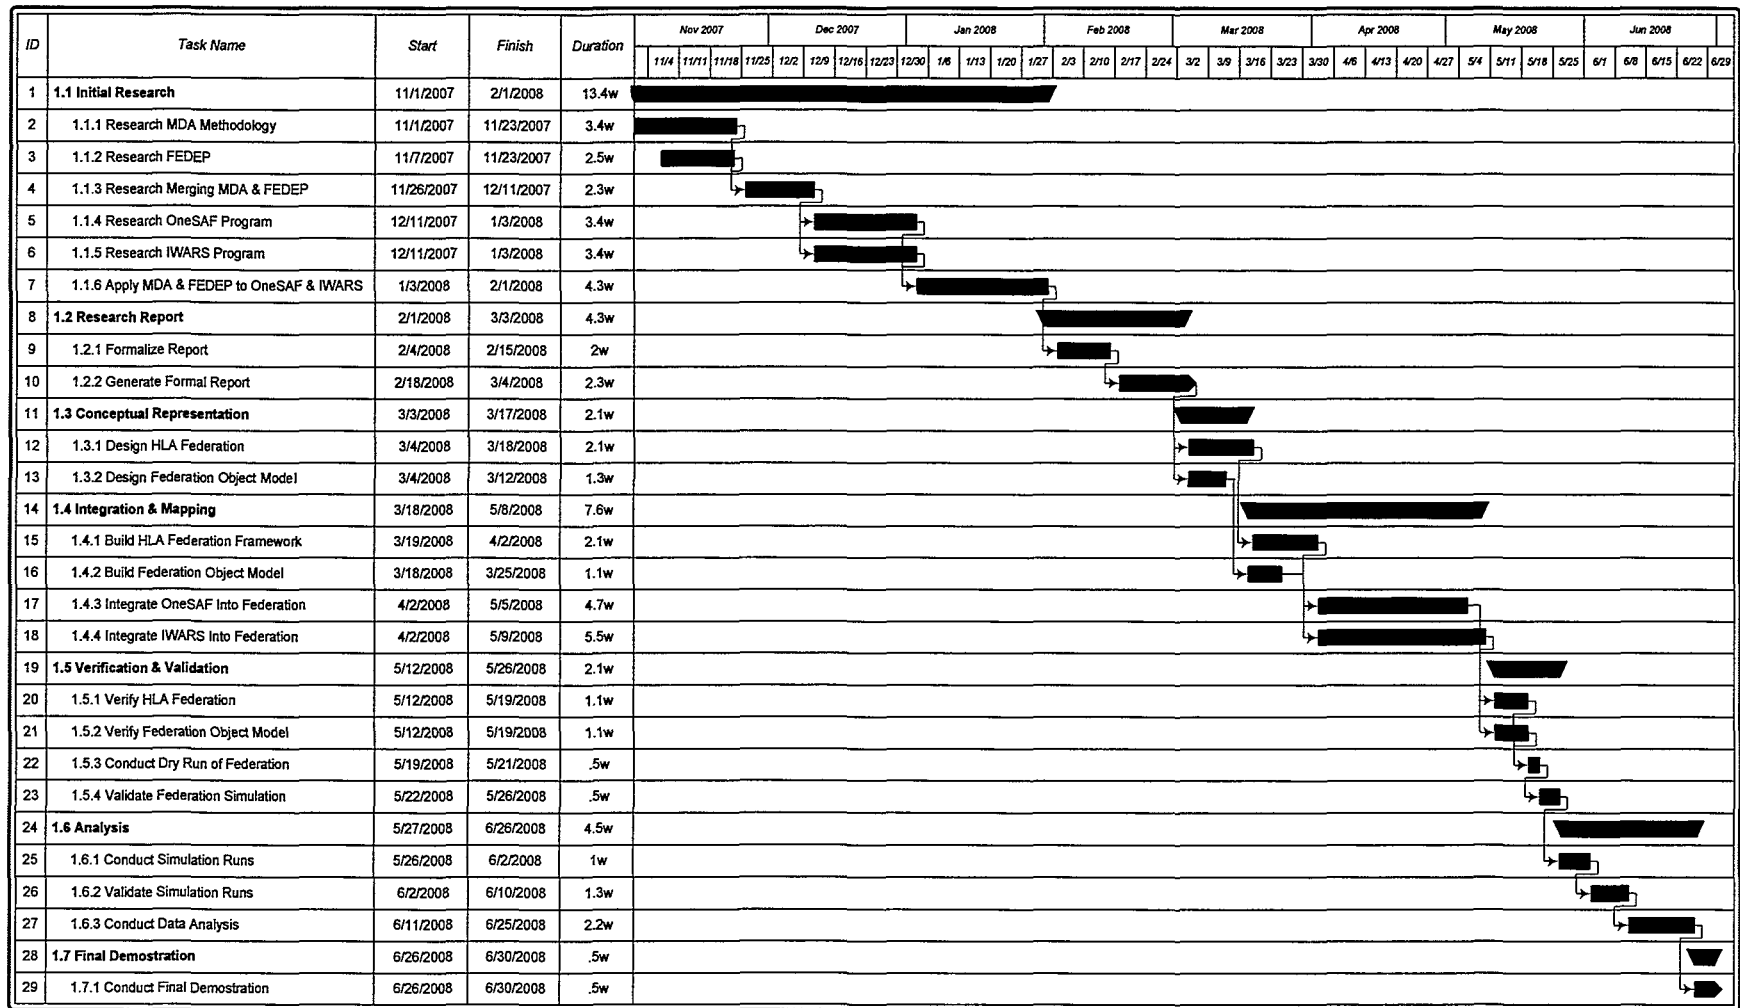 ID Task Name Start Finish Duration Nov 2007 Dec 2007 Jan 2008 Feb 2008 Mar 2008 Apr 2008 May 2008 Jun 2008
11/4 11/11 11/18 11/25 12/2 12/9 12/16 12/23 12/30 1/6 1/13 1/20 1/27 2/3 2/10 2/17 2/24 3/2 3/9 3/16 3/23 3/30 4/6 4/13 4/20 4/27 5/4 5/11 5/18 5/25 6/1 6/8 6/15 6/22 6/29
1 1.1 Initial Research 11/1/2007 2/1/2008 13.4w
2 1.1.1 Research MDA Methodology 11/1/2007 11/23/2007 3.4w
3 1.1.2 Research FEDEP 11/7/2007 11/23/2007 2.5w
4 1.1.3 Research Merging MDA & FEDEP 11/26/2007 12/11/2007 2.3w
5 1.1.4 Research OneSAF Program 12/11/2007 1/3/2008 3.4w
6 1.1.5 Research IWARS Program 12/11/2007 1/3/2008 3.4w
7 1.1.6 Apply MDA & FEDEP to OneSAF & IWARS 1/3/2008 2/1/2008 4.3w
8 1.2 Research Report 2/1/2008 3/3/2008 4.3w
9 1.2.1 Formalize Report 2/4/2008 2/15/2008 2w
10 1.2.2 Generate Formal Report 2/18/2008 3/4/2008 2.3w
11 1.3 Conceptual Representation 3/3/2008 3/17/2008 2.1w
12 1.3.1 Design HLA Federation 3/4/2008 3/18/2008 2.1w
13 1.3.2 Design Federation Object Model 3/4/2008 3/12/2008 1.3w
14 1.4 Integration & Mapping 3/18/2008 5/8/2008 7.6w
15 1.4.1 Build HLA Federation Framework 3/19/2008 4/2/2008 2.1w
16 1.4.2 Build Federation Object Model 3/18/2008 3/25/2008 1.1w
17 1.4.3 Integrate OneSAF Into Federation 4/2/2008 5/5/2008 4.7w
18 1.4.4 Integrate IWARS Into Federation 4/2/2008 5/9/2008 5.5w
19 1.5 Verification & Validation 5/12/2008 5/26/2008 2.1w
20 1.5.1 Verify HLA Federation 5/12/2008 5/19/2008 1.1w
21 1.5.2 Verify Federation Object Model 5/12/2008 5/19/2008 1.1w
22 1.5.3 Conduct Dry Run of Federation 5/19/2008 5/21/2008 .5w
23 1.5.4 Validate Federation Simulation 5/22/2008 5/26/2008 .5w
24 1.6 Analysis 5/27/2008 6/26/2008 4.5w
25 1.6.1 Conduct Simulation Runs 5/26/2008 6/2/2008 1w
26 1.6.2 Validate Simulation Runs 6/2/2008 6/10/2008 1.3w
27 1.6.3 Conduct Data Analysis 6/11/2008 6/25/2008 2.2w
28 1.7 Final Demostration 6/26/2008 6/30/2008 .5w
29 1.7.1 Conduct Final Demostration 6/26/2008 6/30/2008 .5w